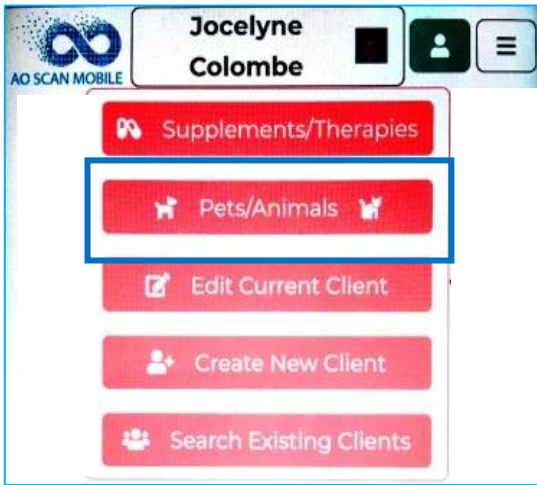 Jocelyne
Colombe
AO SCAN MOBILE
Supplements/Therapies
Pets/Animals
Edit Current Client
Create New Client
Search Existing Clients